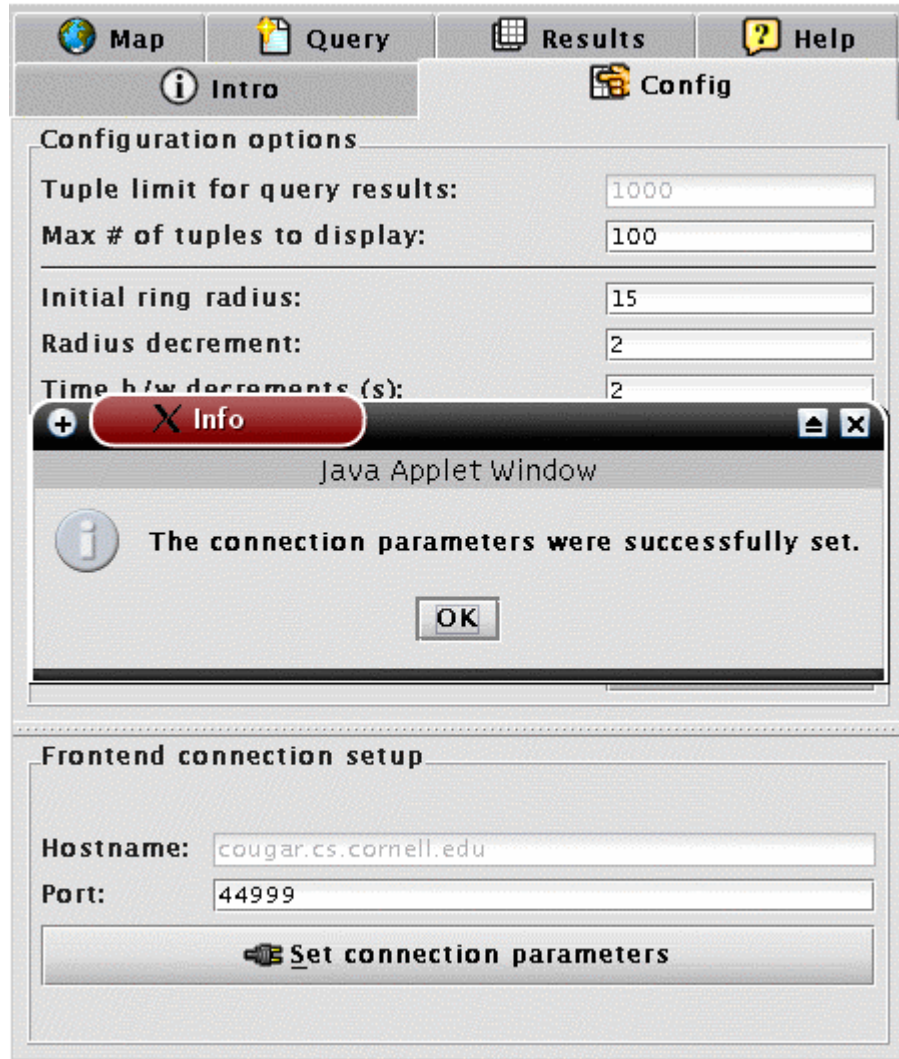 Map Query Results Help
Intro Config
Configuration options
Tuple limit for query results: 1000
Max # of tuples to display: 100
Initial ring radius: 15
Radius decrement: 2
Time b/w decrements (s): 2
X Info
Java Applet Window
The connection parameters were successfully set.
OK
Frontend connection setup
Hostname: cougar.cs.cornell.edu
Port: 44999
Set connection parameters